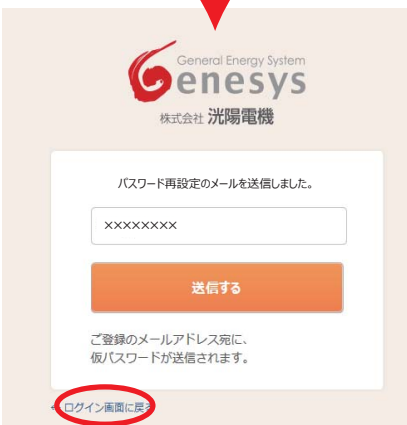 General Energy System
Genesys
株式会社 洸陽電機
パスワード再設定のメールを送信しました。
××××××××
送信する
ご登録のメールアドレス宛に、
仮パスワードが送信されます。
← ログイン画面に戻る